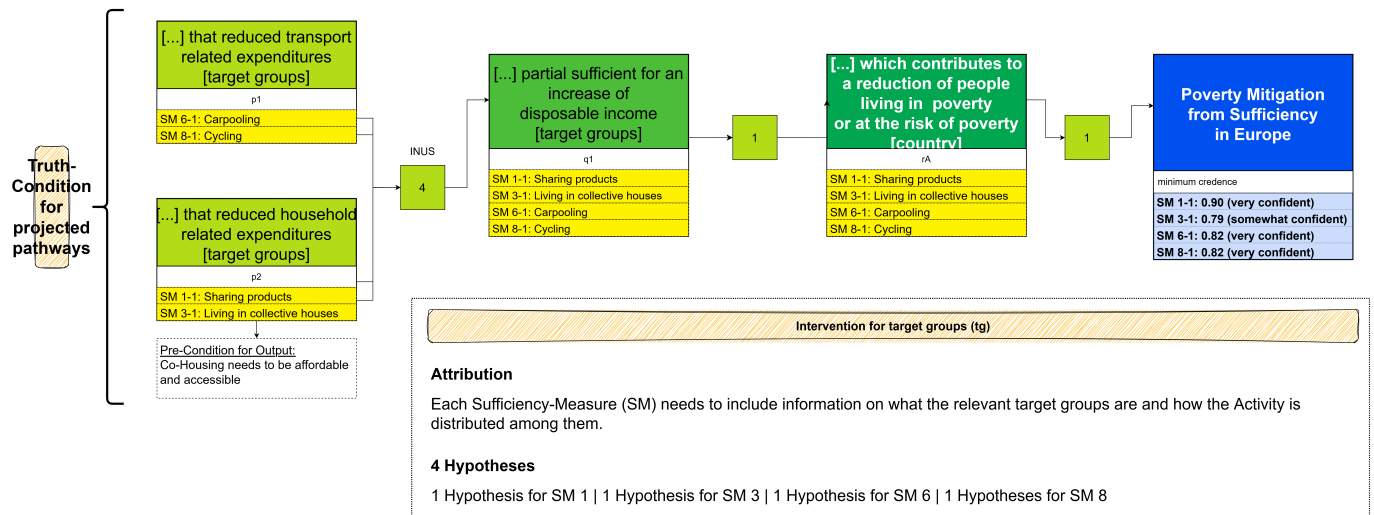 Truth-
Condition
for
projected
pathways
[...] that reduced transport
related expenditures
[target groups]
p1
SM 6-1: Carpooling
SM 8-1: Cycling
[...] that reduced household
related expenditures
[target groups]
p2
SM 1-1: Sharing products
SM 3-1: Living in collective houses
Pre-Condition for Output:
Co-Housing needs to be affordable
and accessible
INUS
4
[...] partial sufficient for an
increase of
disposable income
[target groups]
q1
SM 1-1: Sharing products
SM 3-1: Living in collective houses
SM 6-1: Carpooling
SM 8-1: Cycling
1
[...] which contributes to
a reduction of people
living in poverty
or at the risk of poverty
[country]
rA
SM 1-1: Sharing products
SM 3-1: Living in collective houses
SM 6-1: Carpooling
SM 8-1: Cycling
1
Poverty Mitigation
from Sufficiency
in Europe
minimum credence
SM 1-1: 0.90 (very confident)
SM 3-1: 0.79 (somewhat confident)
SM 6-1: 0.82 (very confident)
SM 8-1: 0.82 (very confident)
Intervention for target groups (tg)
Attribution
Each Sufficiency-Measure (SM) needs to include information on what the relevant target groups are and how the Activity is
distributed among them.
4 Hypotheses
1 Hypothesis for SM 1 | 1 Hypothesis for SM 3 | 1 Hypothesis for SM 6 | 1 Hypotheses for SM 8